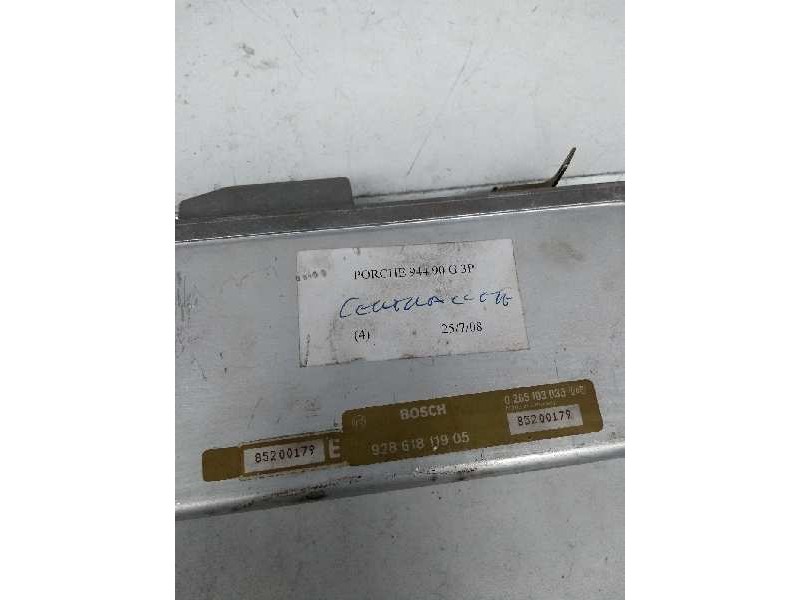 PORCHE 944 90 G 3P
(4) 25/7/08
BOSCH
0 265 103 033
85200179
928 618 119 05
85200179 E